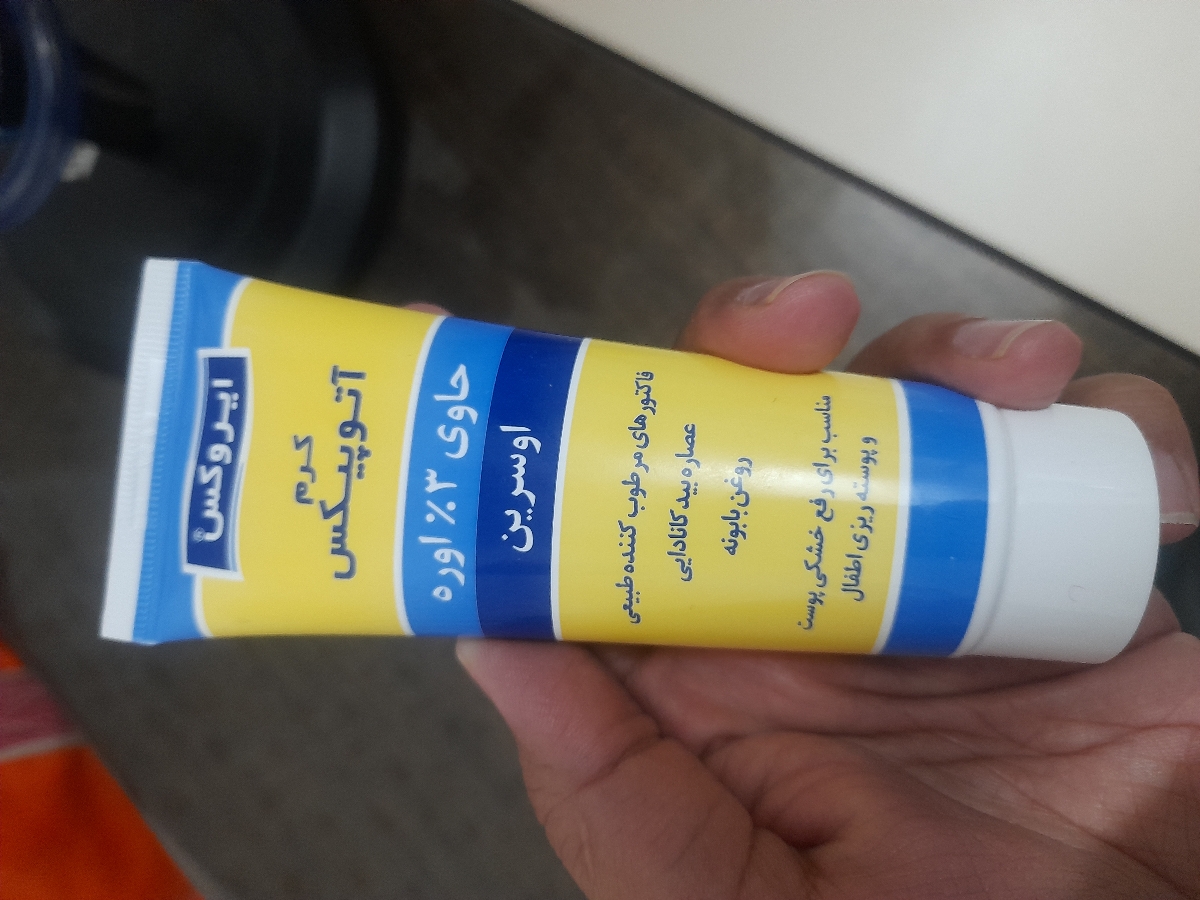 ایروکس®
کرم
آتوپیکس
حاوی ۳٪ اوره
اوسرین
فاکتورهای مرطوب کننده طبیعی
عصاره بید کانادایی
روغن بابونه
مناسب برای رفع خشکی پوست
و پوسته ریزی اطفال